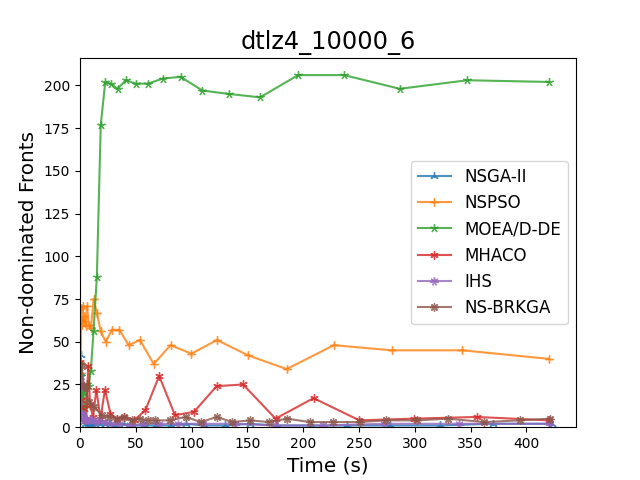 dtlz4_10000_6
Non-dominated Fronts
200
175
150
125
100
75
50
25
0
NSGA-II
NSPSO
MOEA/D-DE
MHACO
IHS
NS-BRKGA
0 50 100 150 200 250 300 350 400
Time (s)